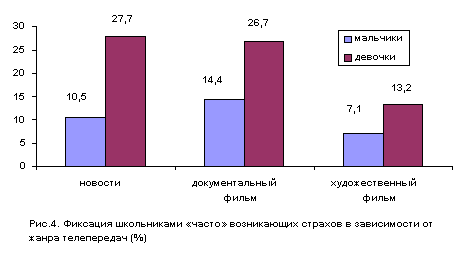 27,7
26,7
30
25
20
15
10
5
0
10,5
14,4
7,1
13,2
мальчики
девочки
новости
документальный
фильм
художественный
фильм
Рис.4. Фиксация школьниками «часто» возникающих страхов в зависимости от
жанра телепередач (%)